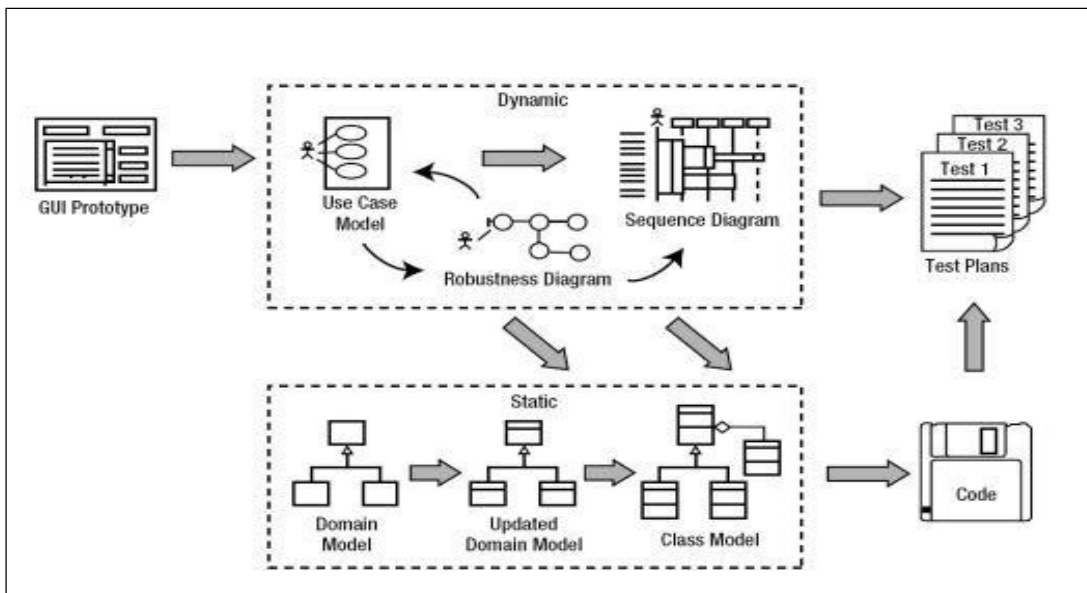 Dynamic
GUI Prototype
Use Case
Model
Robustness Diagram
Sequence Diagram
Test 3
Test 2
Test 1
Test Plans
Static
Domain
Model
Updated
Domain Model
Class Model
Code